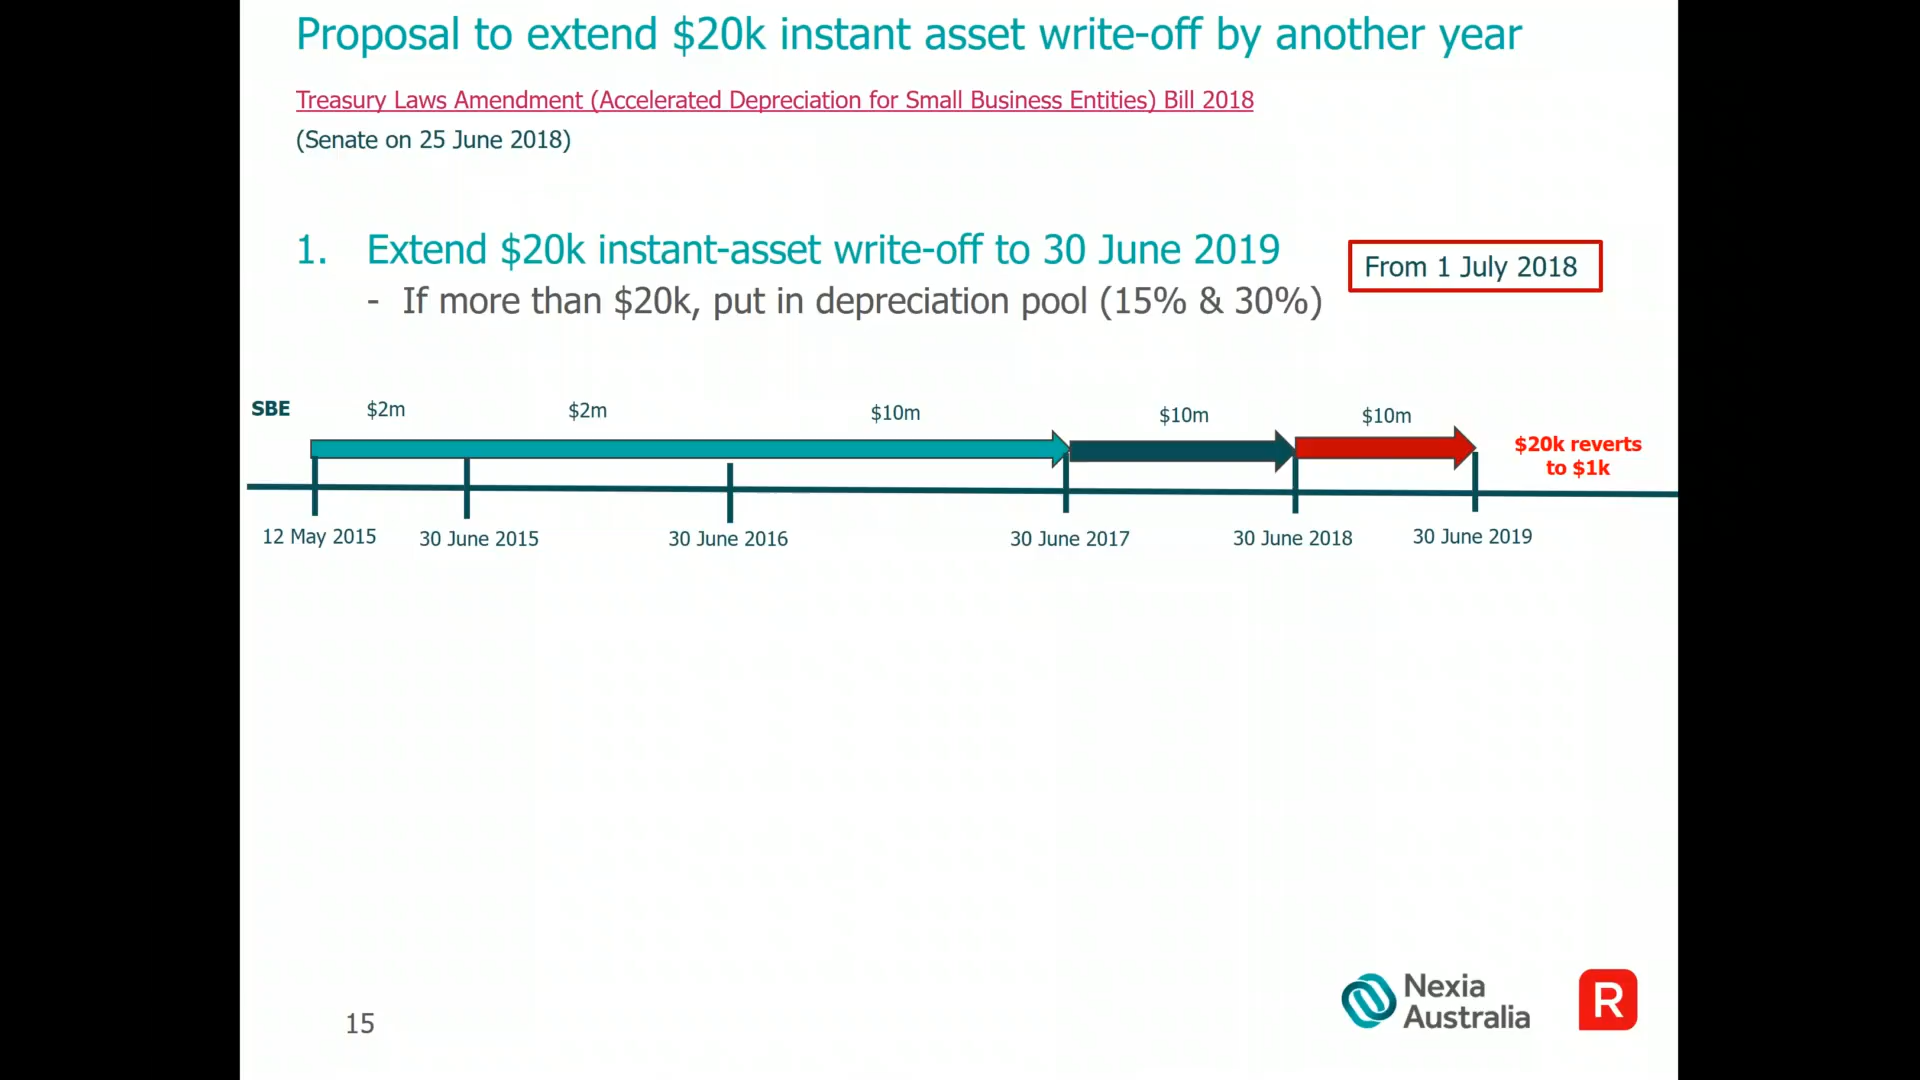 Proposal to extend $20k instant asset write-off by another year
Treasury Laws Amendment (Accelerated Depreciation for Small Business Entities) Bill 2018
(Senate on 25 June 2018)
1. Extend $20k instant-asset write-off to 30 June 2019
From 1 July 2018
- If more than $20k, put in depreciation pool (15% & 30%)
SBE $2m $2m $10m $10m $10m
$20k reverts
to $1k
12 May 2015 30 June 2015 30 June 2016 30 June 2017 30 June 2018 30 June 2019
Nexia
Australia
R
15